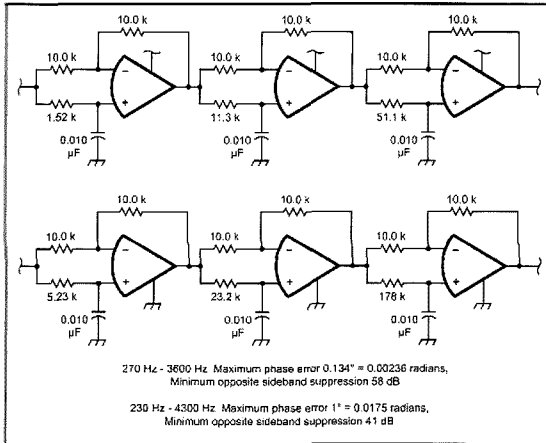 10.0 k 10.0 k 10.0 k
10.0 k 10.0 k 10.0 k
− − −
+ + +
1.52 k 11.3 k 51.1 k
0.010 0.010 0.010
µF µF µF
10.0 k 10.0 k 10.0 k
10.0 k 10.0 k 10.0 k
− − −
+ + +
5.23 k 23.2 k 178 k
0.010 0.010 0.010
µF µF µF
270 Hz - 3600 Hz Maximum phase error 0.134° = 0.00236 radians,
Minimum opposite sideband suppression 58 dB
230 Hz - 4300 Hz Maximum phase error 1° = 0.0175 radians,
Minimum opposite sideband suppression 41 dB